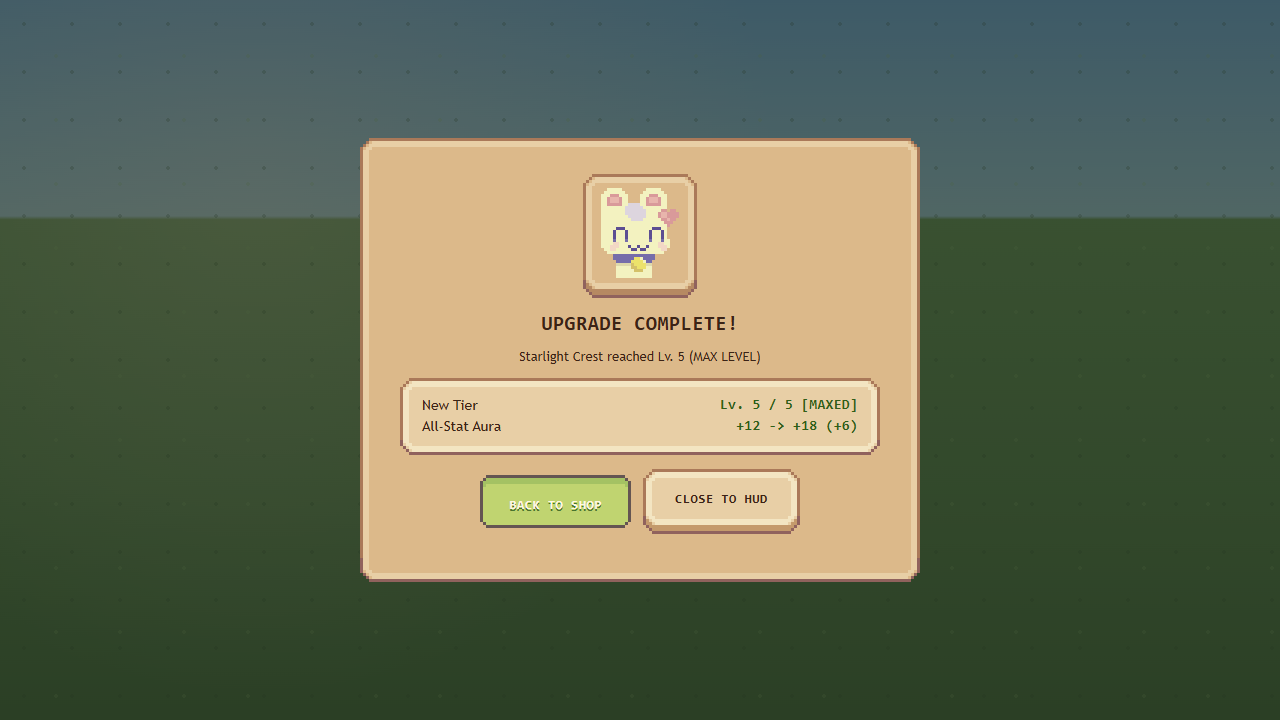 UPGRADE COMPLETE!
Starlight Crest reached Lv. 5 (MAX LEVEL)
New Tier Lv. 5 / 5 [MAXED]
All-Stat Aura +12 -> +18 (+6)
BACK TO SHOP CLOSE TO HUD